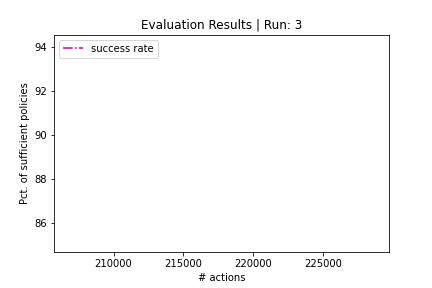 Evaluation Results | Run: 3
success rate
Pct. of sufficient policies
94
92
90
88
86
210000 215000 220000 225000
# actions